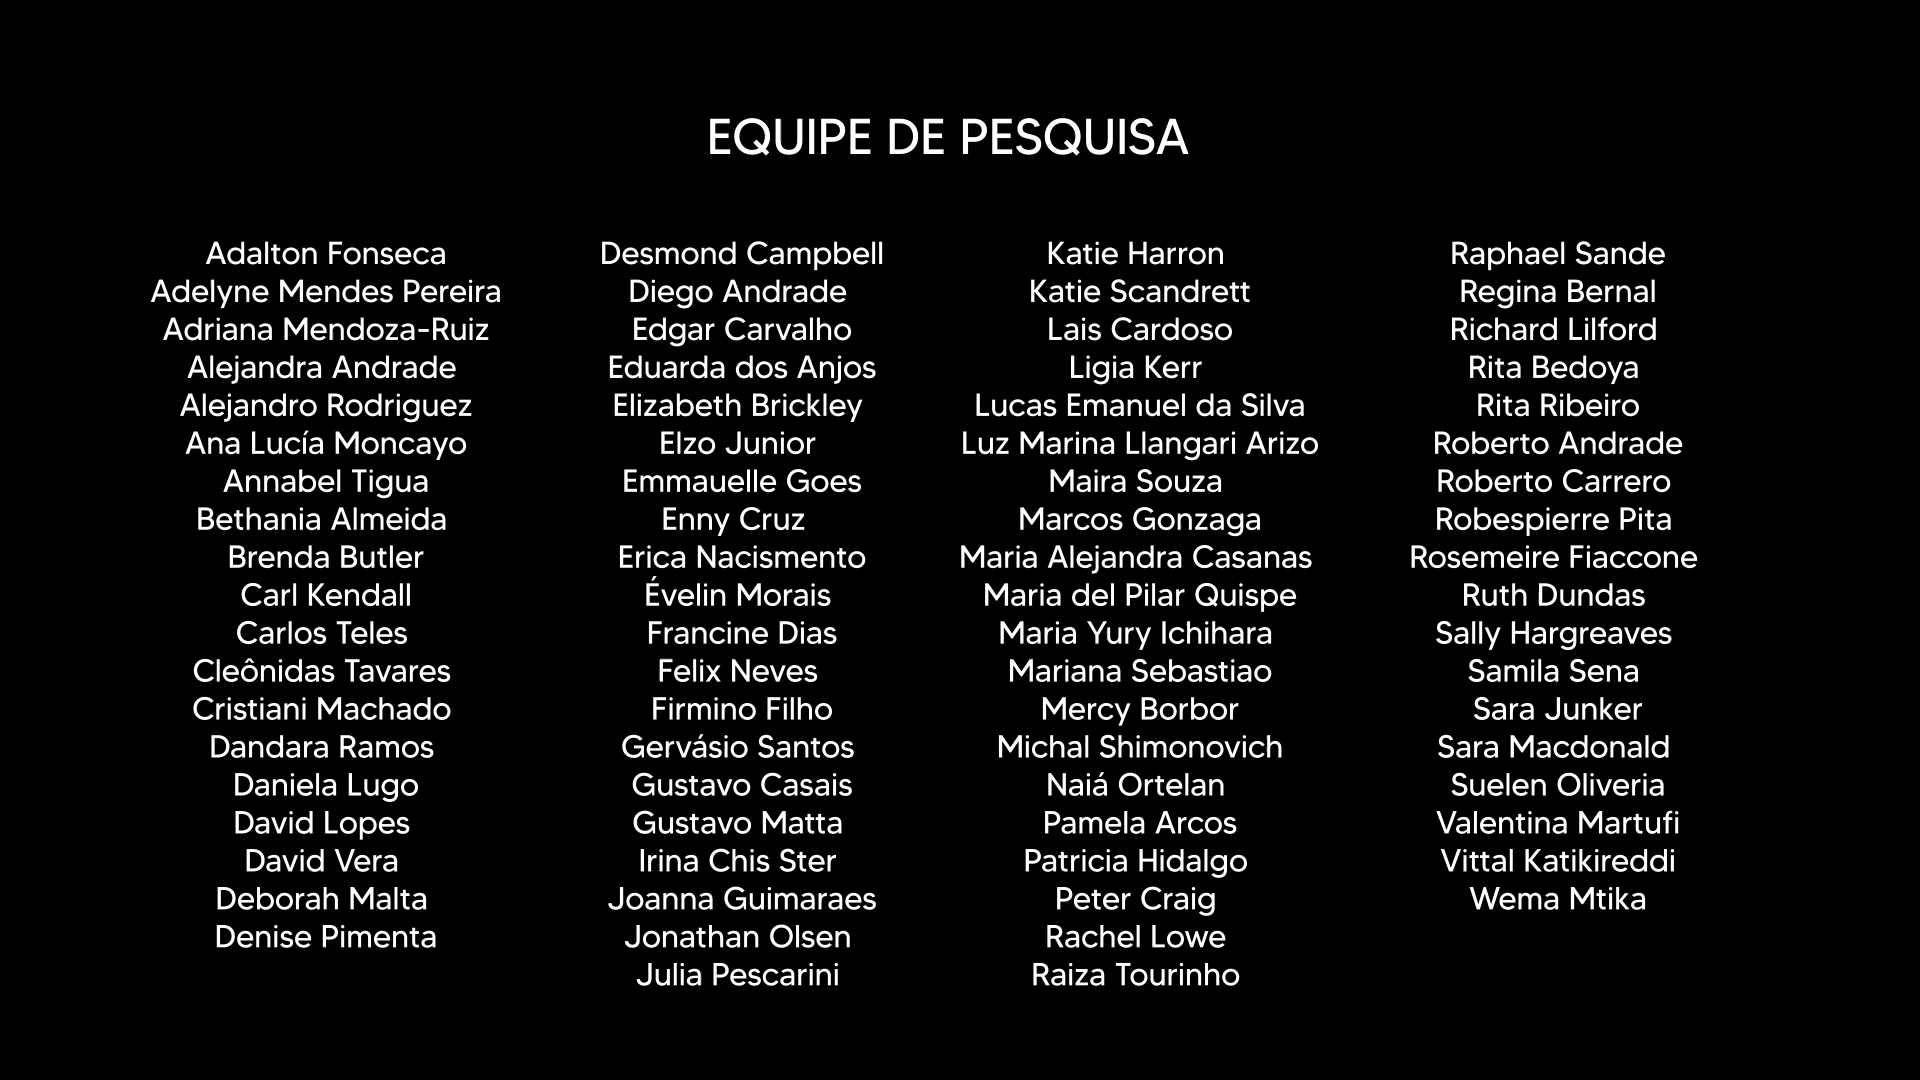 EQUIPE DE PESQUISA
Adalton Fonseca
Adelyne Mendes Pereira
Adriana Mendoza-Ruiz
Alejandra Andrade
Alejandro Rodriguez
Ana Lucía Moncayo
Annabel Tigua
Bethania Almeida
Brenda Butler
Carl Kendall
Carlos Teles
Cleônidas Tavares
Cristiani Machado
Dandara Ramos
Daniela Lugo
David Lopes
David Vera
Deborah Malta
Denise Pimenta
Desmond Campbell
Diego Andrade
Edgar Carvalho
Eduarda dos Anjos
Elizabeth Brickley
Elzo Junior
Emmauelle Goes
Enny Cruz
Erica Nacismento
Évelin Morais
Francine Dias
Felix Neves
Firmino Filho
Gervásio Santos
Gustavo Casais
Gustavo Matta
Irina Chis Ster
Joanna Guimaraes
Jonathan Olsen
Julia Pescarini
Katie Harron
Katie Scandrett
Lais Cardoso
Ligia Kerr
Lucas Emanuel da Silva
Luz Marina Llangari Arizo
Maira Souza
Marcos Gonzaga
Maria Alejandra Casanas
Maria del Pilar Quispe
Maria Yury Ichihara
Mariana Sebastiao
Mercy Borbor
Michal Shimonovich
Naiá Ortelan
Pamela Arcos
Patricia Hidalgo
Peter Craig
Rachel Lowe
Raiza Tourinho
Raphael Sande
Regina Bernal
Richard Lilford
Rita Bedoya
Rita Ribeiro
Roberto Andrade
Roberto Carrero
Robespierre Pita
Rosemeire Fiaccone
Ruth Dundas
Sally Hargreaves
Samila Sena
Sara Junker
Sara Macdonald
Suelen Oliveria
Valentina Martufi
Vittal Katikireddi
Wema Mtika